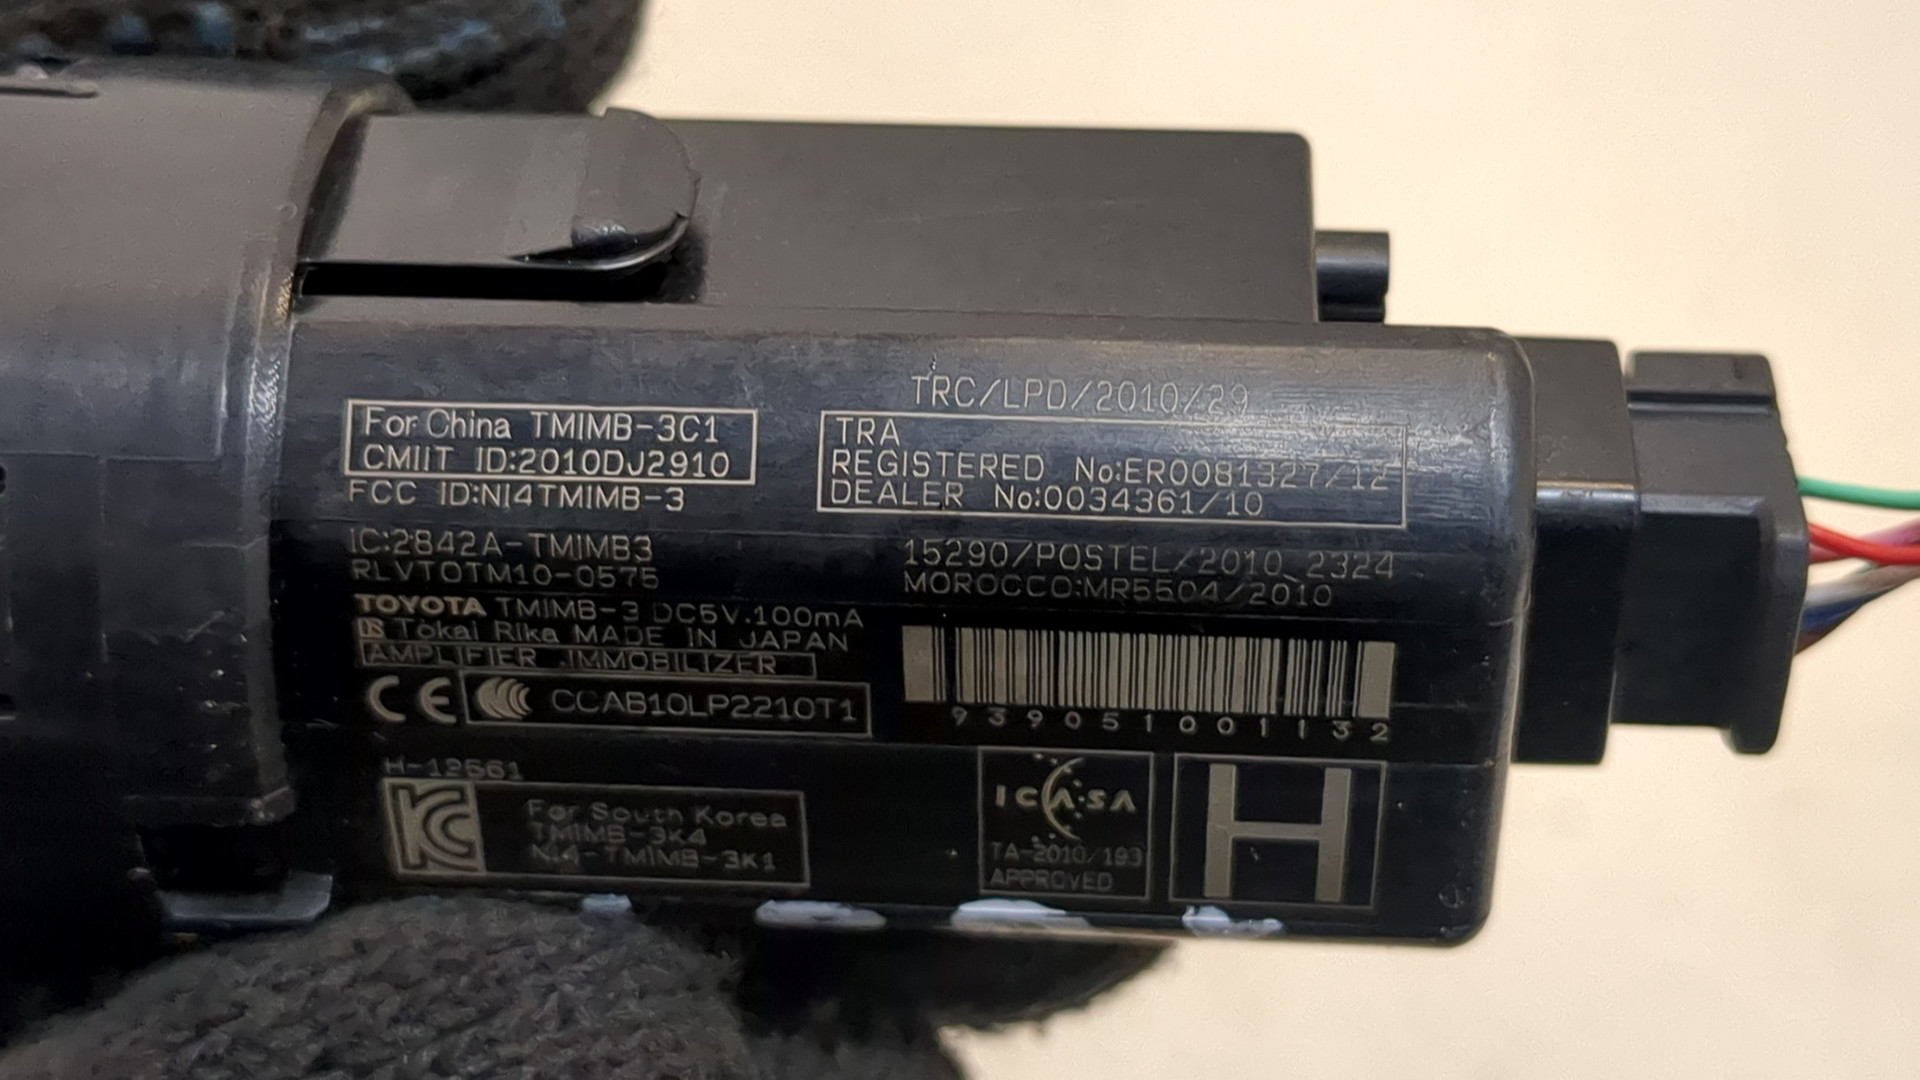 For China TMIMB-3C1
CMIIT ID:2010DJ2910
FCC ID:NI4TMIMB-3
IC:2842A-TMIMB3
RLVTOTM10-0575
TOYOTA TMIMB-3 DC5V.100mA
Tokai Rika MADE IN JAPAN
AMPLIFIER IMMOBILIZER
CE CCC CCAB10LP2210T1
H-12561
KC
For South Korea
TMIMB-3K4
NI4-TMIMB-3K1
TRC/LPD/2010/29
TRA
REGISTERED No:ER0081327/12
DEALER No:0034361/10
15290/POSTEL/2010 2324
MOROCCO:MR5504/2010
939051001132
ICASA
TA-2010/193
APPROVED
H